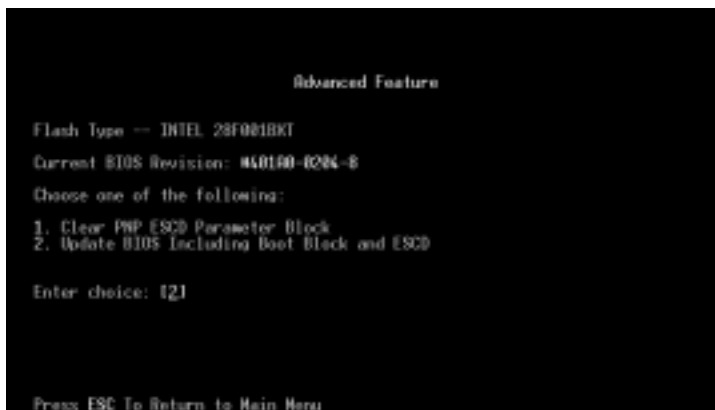 Advanced Feature
Flash Type -- INTEL 28F001BXT
Current BIOS Revision: #401A0-0204-8
Choose one of the following:
1. Clear PNP ESCD Parameter Block
2. Update BIOS Including Boot Block and ESCD
Enter choice: [2]
Press ESC To Return to Main Menu